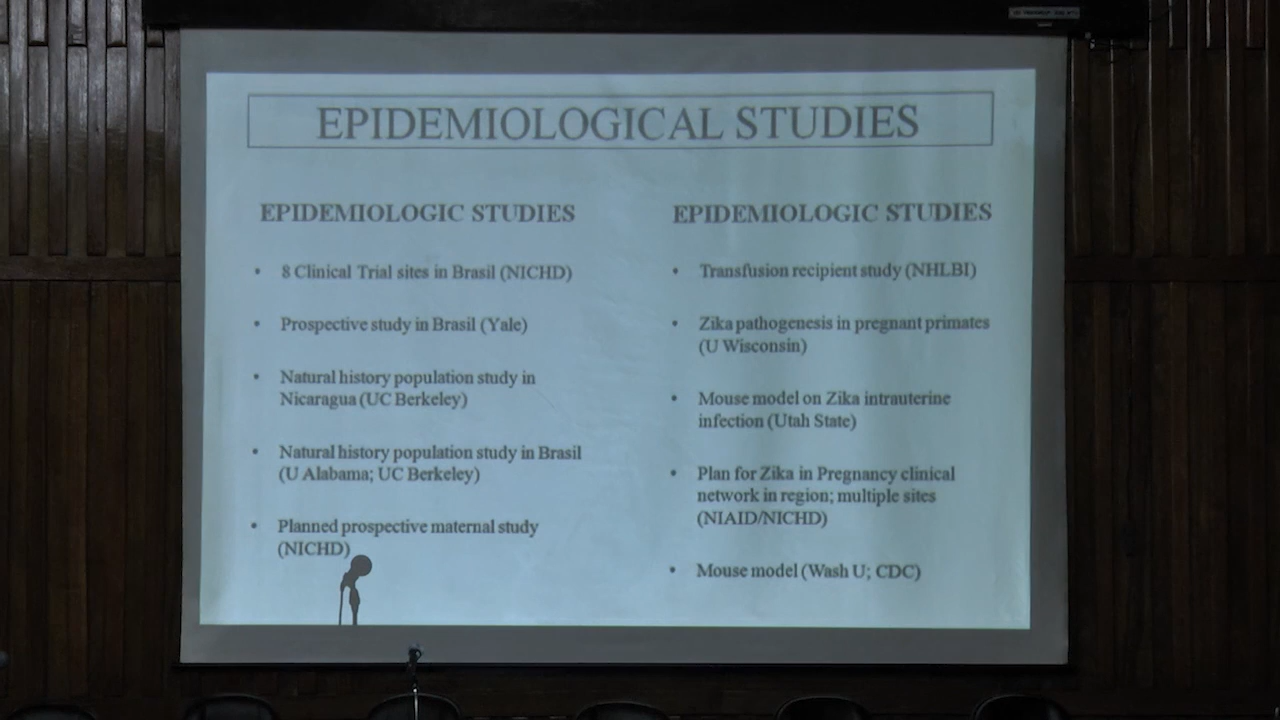 EPIDEMIOLOGICAL STUDIES
EPIDEMIOLOGIC STUDIES
• 8 Clinical Trial sites in Brasil (NICHD)
• Prospective study in Brasil (Yale)
• Natural history population study in
Nicaragua (UC Berkeley)
• Natural history population study in Brasil
(U Alabama; UC Berkeley)
• Planned prospective maternal study
(NICHD)
EPIDEMIOLOGIC STUDIES
• Transfusion recipient study (NHLBI)
• Zika pathogenesis in pregnant primates
(U Wisconsin)
• Mouse model on Zika intrauterine
infection (Utah State)
• Plan for Zika in Pregnancy clinical
network in region; multiple sites
(NIAID/NICHD)
• Mouse model (Wash U; CDC)